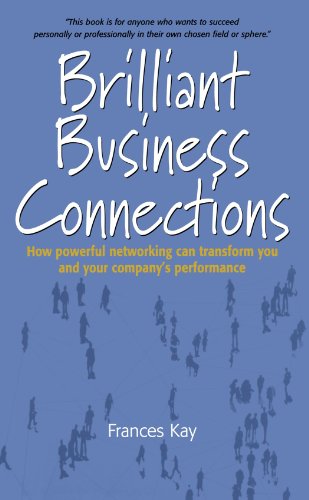 "This book is for anyone who wants to succeed
personally or professionally in their own chosen field or sphere."
Brilliant
Business
Connections
How powerful networking can transform you
and your company's performance
Frances Kay